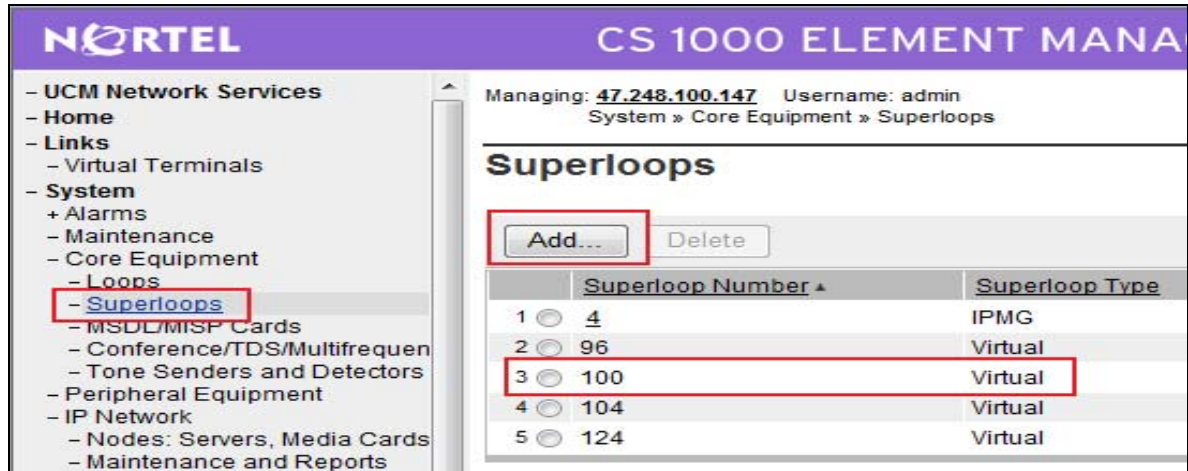 NORTEL
CS 1000 ELEMENT MANA
- UCM Network Services
- Home
- Links
- Virtual Terminals
- System
+ Alarms
- Maintenance
- Core Equipment
- Loops
- Superloops
- MSDL/MISP Cards
- Conference/TDS/Multifrequen
- Tone Senders and Detectors
- Peripheral Equipment
- IP Network
- Nodes: Servers, Media Cards
- Maintenance and Reports
Managing: 47.248.100.147 Username: admin
System » Core Equipment » Superloops
Superloops
Add... Delete
Superloop Number Superloop Type
1 4 IPMG
2 96 Virtual
3 100 Virtual
4 104 Virtual
5 124 Virtual